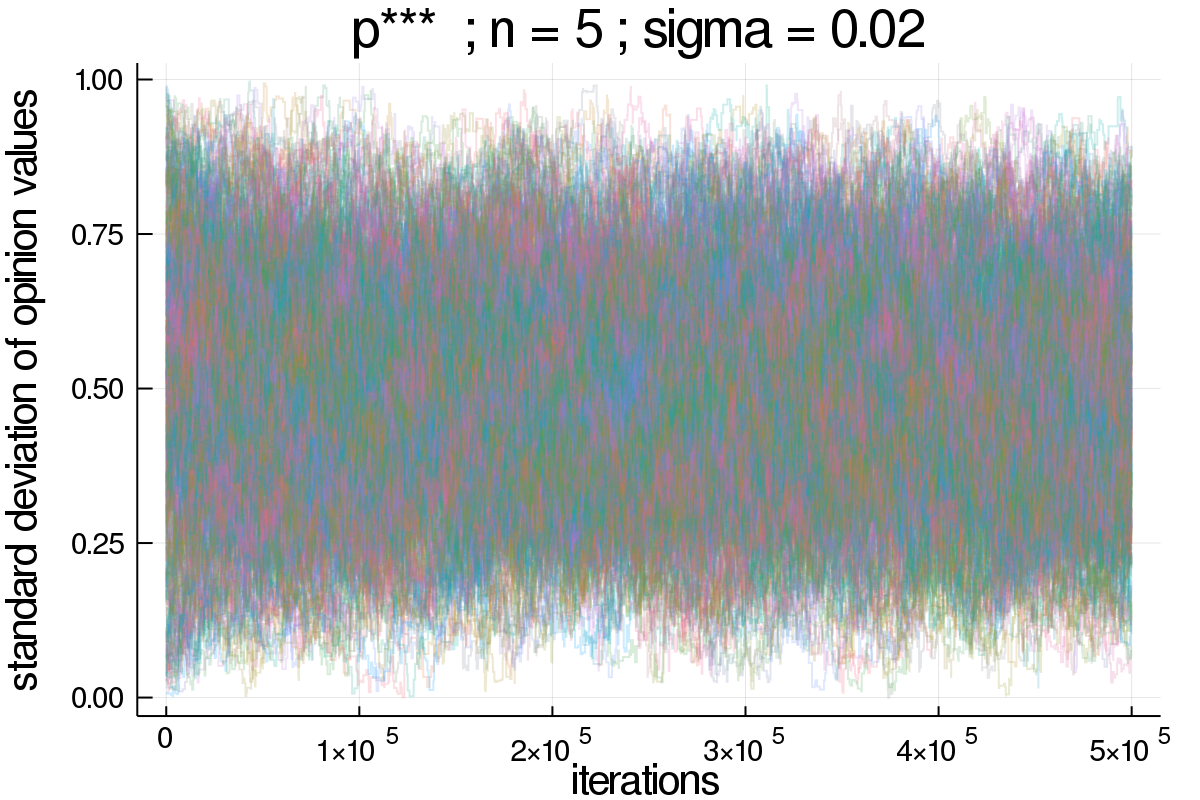 p*** ; n = 5 ; sigma = 0.02
standard deviation of opinion values
1.00
0.75
0.50
0.25
0.00
0 1×10 5 2×10 5 3×10 5 4×10 5 5×10 5
iterations